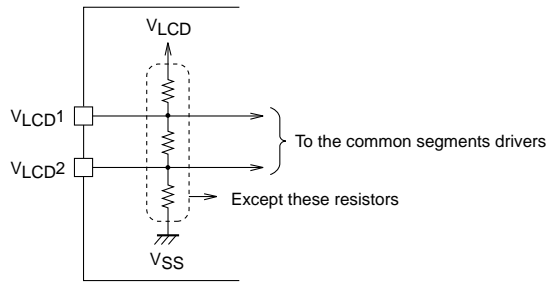 VLCD
VLCD1
To the common segments drivers
VLCD2
Except these resistors
VSS